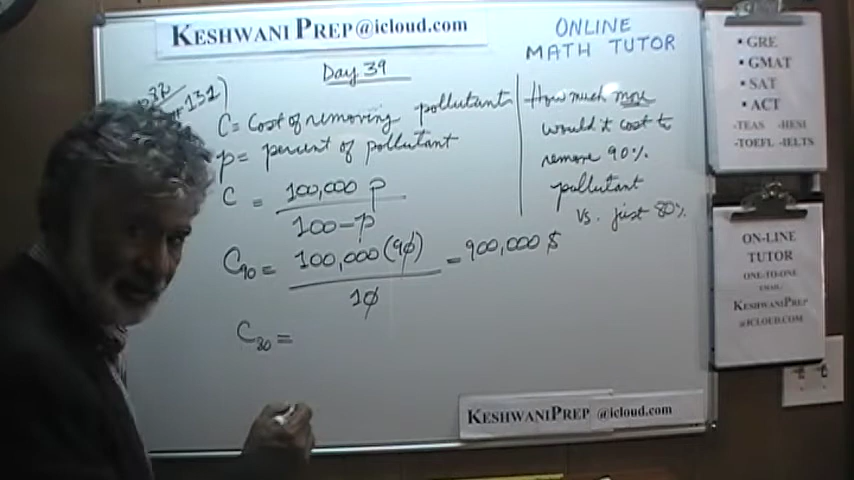 KESHWANIPREP@icloud.com
ONLINE
MATH TUTOR
Day 39
131)
C = Cost of removing pollutant
p = percent of pollutant
C = 100,000 p
100-p
C90 = 100,000 (90) = 900,000 $
10
C80 =
How much more
would it cost to
remove 90%
pollutant
vs. just 80%
• GRE
• GMAT
• SAT
• ACT
-TEAS -HESI
-TOEFL -IELTS
ON-LINE
TUTOR
ONE-TO-ONE
EMAIL
KESHWANIPREP
@ICLOUD.COM
KESHWANIPREP @icloud.com